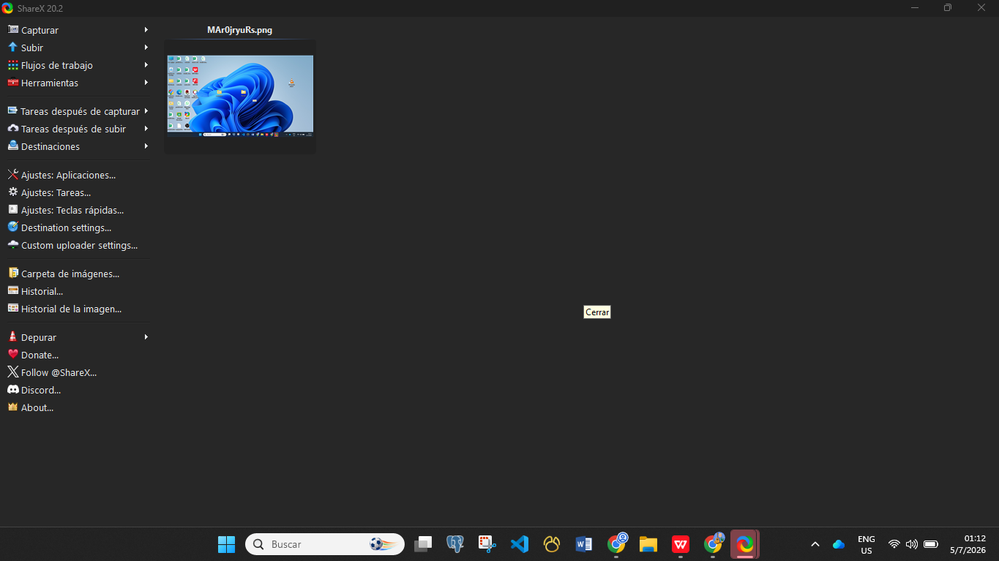 ShareX 20.2
Capturar
Subir
Flujos de trabajo
Herramientas
Tareas después de capturar
Tareas después de subir
Destinaciones
Ajustes: Aplicaciones...
Ajustes: Tareas...
Ajustes: Teclas rápidas...
Destination settings...
Custom uploader settings...
Carpeta de imágenes...
Historial...
Historial de la imagen...
Depurar
Donate...
Follow @ShareX...
Discord...
About...
MAr0jryuRs.png
Cerrar
Buscar
ENG
US
01:12
5/7/2026